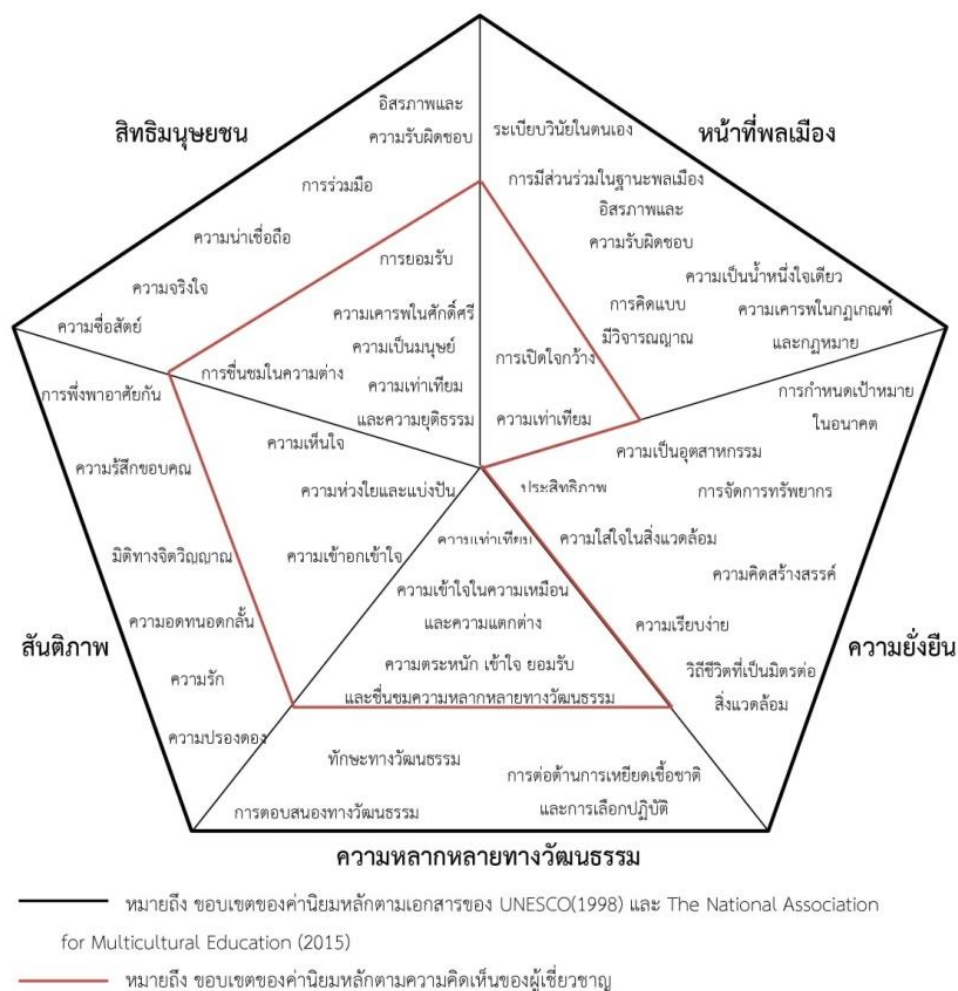 สิทธิมนุษยชน
อิสรภาพและ
ความรับผิดชอบ
การร่วมมือ
ความน่าเชื่อถือ
ความจริงใจ
ความซื่อสัตย์
การยอมรับ
ความเคารพในศักดิ์ศรี
ความเป็นมนุษย์
การชื่นชมในความต่าง
ความเท่าเทียม
และความยุติธรรม
หน้าที่พลเมือง
ระเบียบวินัยในตนเอง
การมีส่วนร่วมในฐานะพลเมือง
อิสรภาพและ
ความรับผิดชอบ
ความเป็นน้ำหนึ่งใจเดียว
การคิดแบบ
มีวิจารณญาณ
ความเคารพในกฎเกณฑ์
และกฎหมาย
การเปิดใจกว้าง
ความเท่าเทียม
การกำหนดเป้าหมาย
ในอนาคต
ความเป็นอุตสาหกรรม
ประสิทธิภาพ
การจัดการทรัพยากร
ความใส่ใจในสิ่งแวดล้อม
ความคิดสร้างสรรค์
ความเรียบง่าย
ความยั่งยืน
วิถีชีวิตที่เป็นมิตรต่อ
สิ่งแวดล้อม
การพึ่งพาอาศัยกัน
ความเห็นใจ
ความรู้สึกขอบคุณ
ความห่วงใยและแบ่งปัน
มิติทางจิตวิญญาณ
ความเข้าอกเข้าใจ
ความอดทนอดกลั้น
สันติภาพ
ความรัก
ความปรองดอง
ความเท่าเทียม
ความเข้าใจในความเหมือน
และความแตกต่าง
ความตระหนัก เข้าใจ ยอมรับ
และชื่นชมความหลากหลายทางวัฒนธรรม
ทักษะทางวัฒนธรรม
การต่อต้านการเหยียดเชื้อชาติ
และการเลือกปฏิบัติ
การตอบสนองทางวัฒนธรรม
ความหลากหลายทางวัฒนธรรม
หมายถึง ขอบเขตของค่านิยมหลักตามเอกสารของ UNESCO(1998) และ The National Association
for Multicultural Education (2015)
หมายถึง ขอบเขตของค่านิยมหลักตามความคิดเห็นของผู้เชี่ยวชาญ